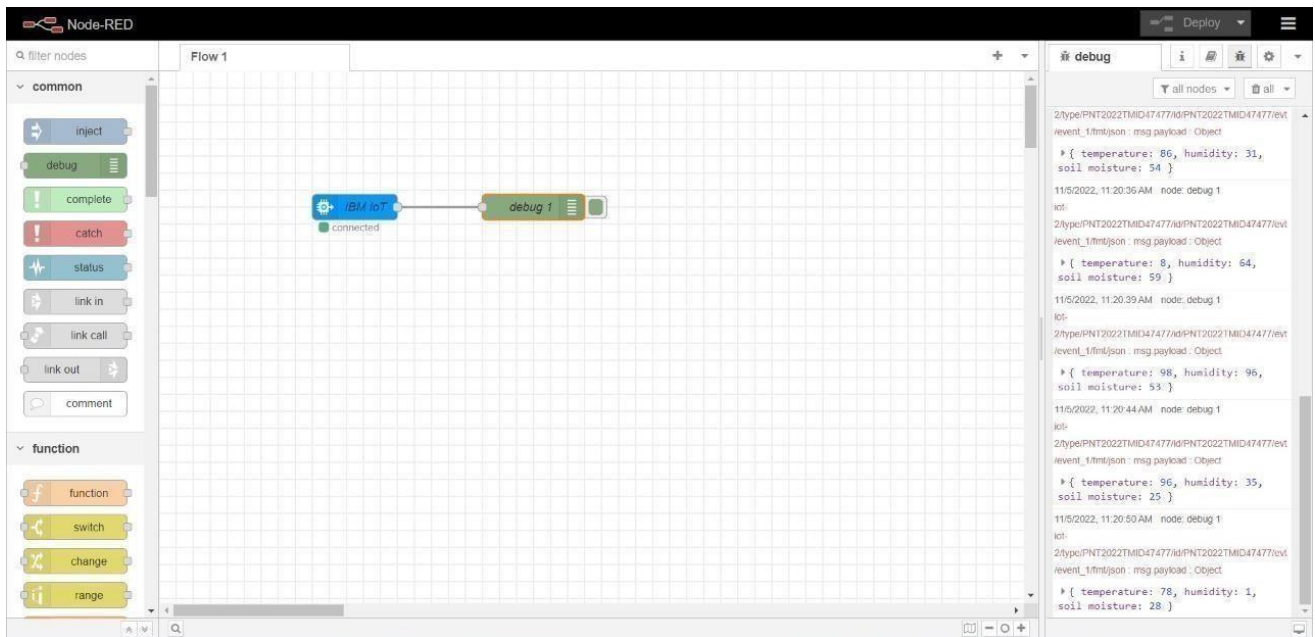 Node-RED
Deploy
filter nodes
Flow 1
debug
i
common
all nodes
all
inject
debug
complete
catch
status
link in
link call
link out
comment
function
function
switch
change
range
IBM IoT
connected
debug 1
2/type/PNT2022TMID47477/id/PNT2022TMID47477/evt
/event_1/fmt/json : msg.payload : Object
{ temperature: 86, humidity: 31,
soil moisture: 54 }
11/5/2022, 11:20:36 AM node: debug 1
iot-
2/type/PNT2022TMID47477/id/PNT2022TMID47477/evt
/event_1/fmt/json : msg.payload : Object
{ temperature: 8, humidity: 64,
soil moisture: 59 }
11/5/2022, 11:20:39 AM node: debug 1
iot-
2/type/PNT2022TMID47477/id/PNT2022TMID47477/evt
/event_1/fmt/json : msg.payload : Object
{ temperature: 98, humidity: 96,
soil moisture: 53 }
11/5/2022, 11:20:44 AM node: debug 1
iot-
2/type/PNT2022TMID47477/id/PNT2022TMID47477/evt
/event_1/fmt/json : msg.payload : Object
{ temperature: 96, humidity: 35,
soil moisture: 25 }
11/5/2022, 11:20:50 AM node: debug 1
iot-
2/type/PNT2022TMID47477/id/PNT2022TMID47477/evt
/event_1/fmt/json : msg.payload : Object
{ temperature: 78, humidity: 1,
soil moisture: 28 }